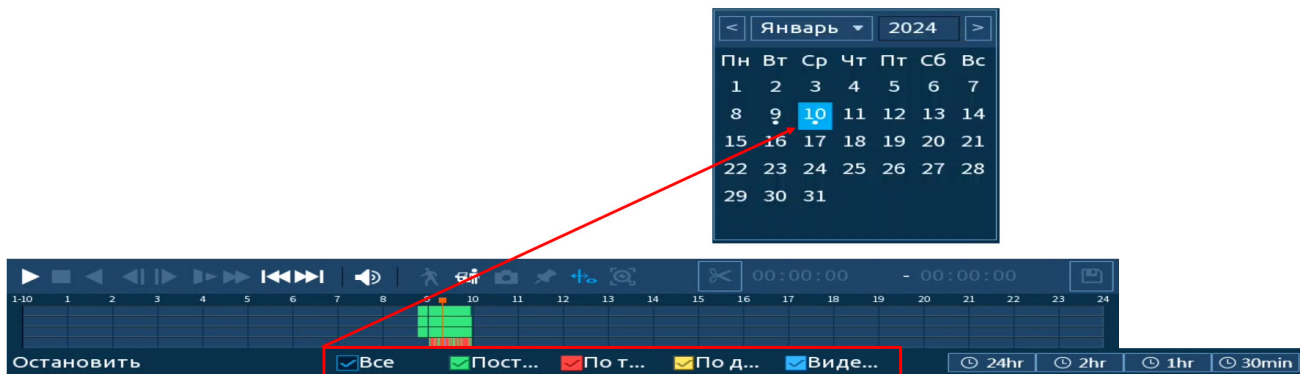 < Январь 2024 >
Пн Вт Ср Чт Пт Сб Вс
1 2 3 4 5 6 7
8 9 10 11 12 13 14
15 16 17 18 19 20 21
22 23 24 25 26 27 28
29 30 31
00:00:00 - 00:00:00
1-10 1 2 3 4 5 6 7 8 9 10 11 12 13 14 15 16 17 18 19 20 21 22 23 24
Остановить Все Пост... По т... По д... Виде... 24hr 2hr 1hr 30min